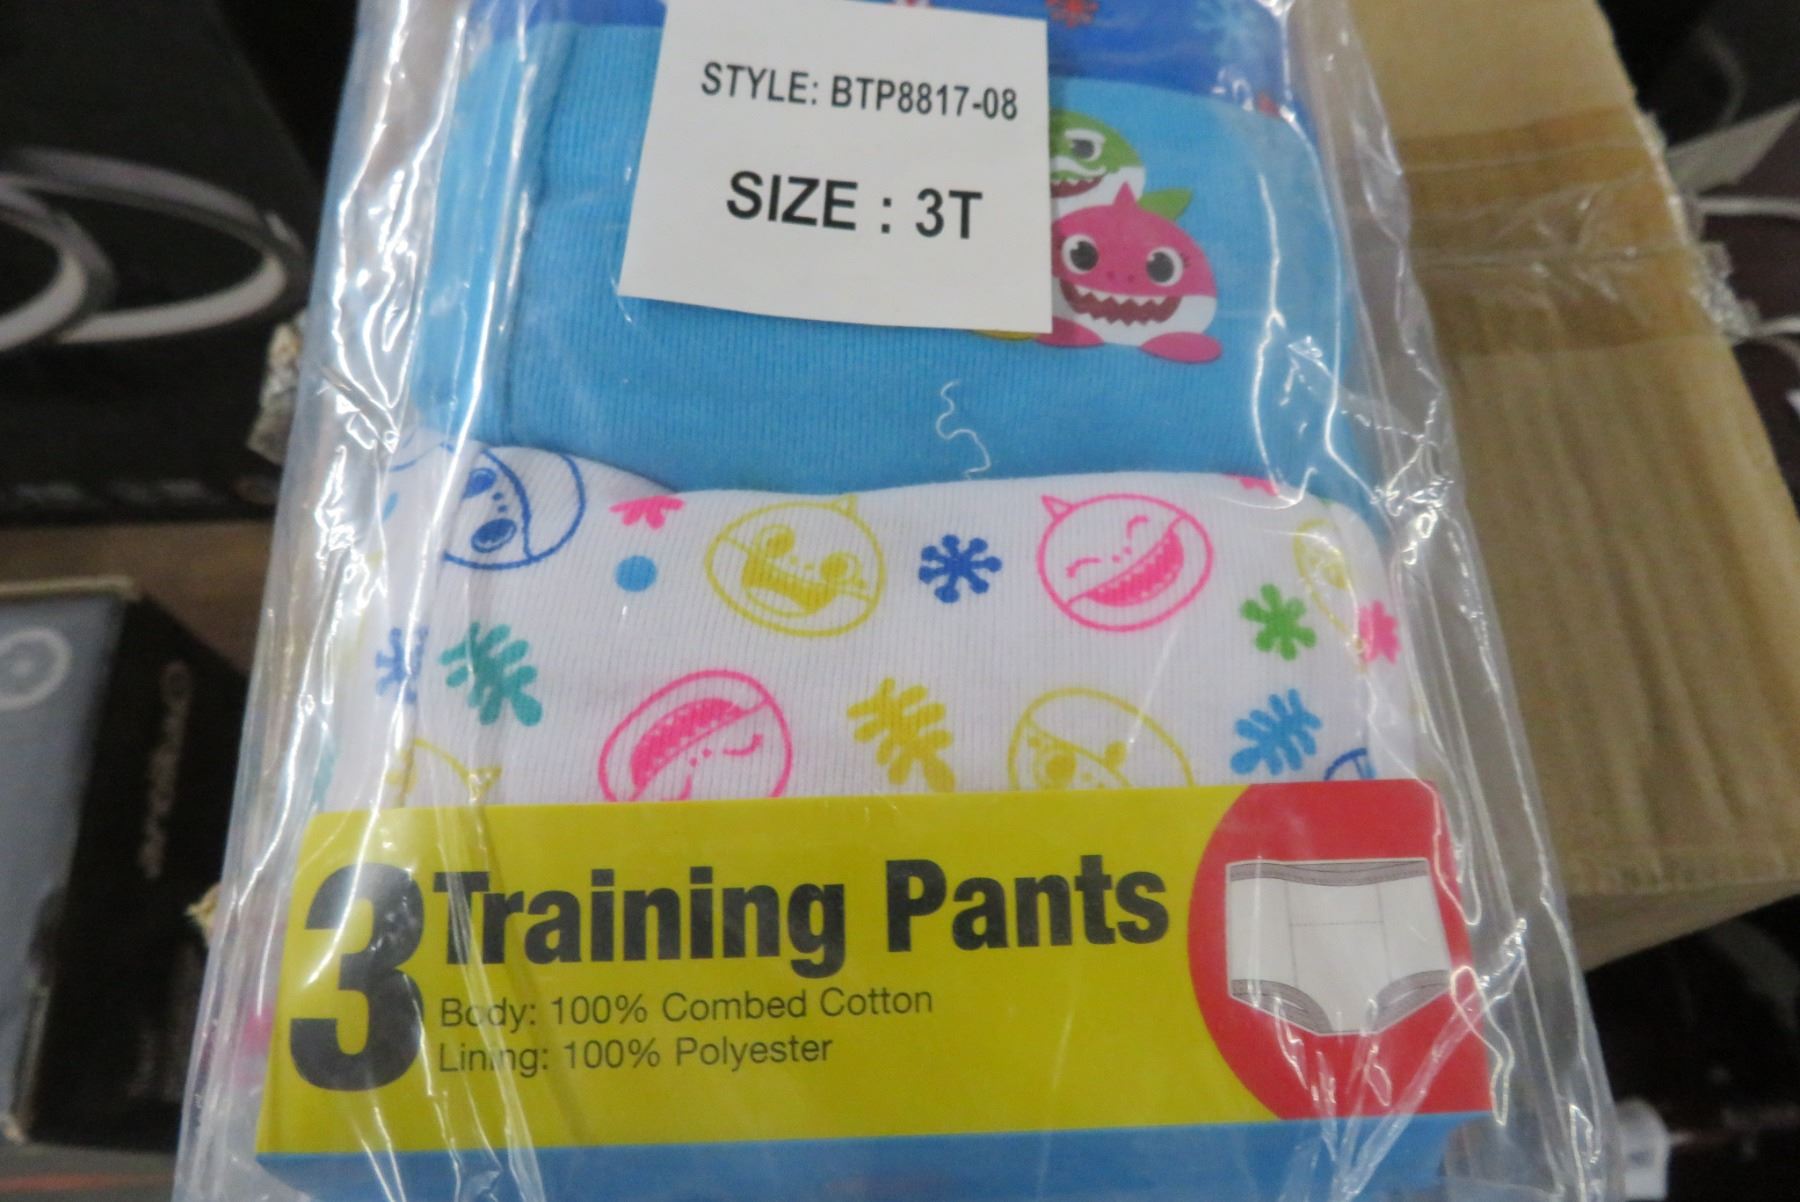 STYLE: BTP8817-08
SIZE : 3T
3 Training Pants
Body: 100% Combed Cotton
Lining: 100% Polyester